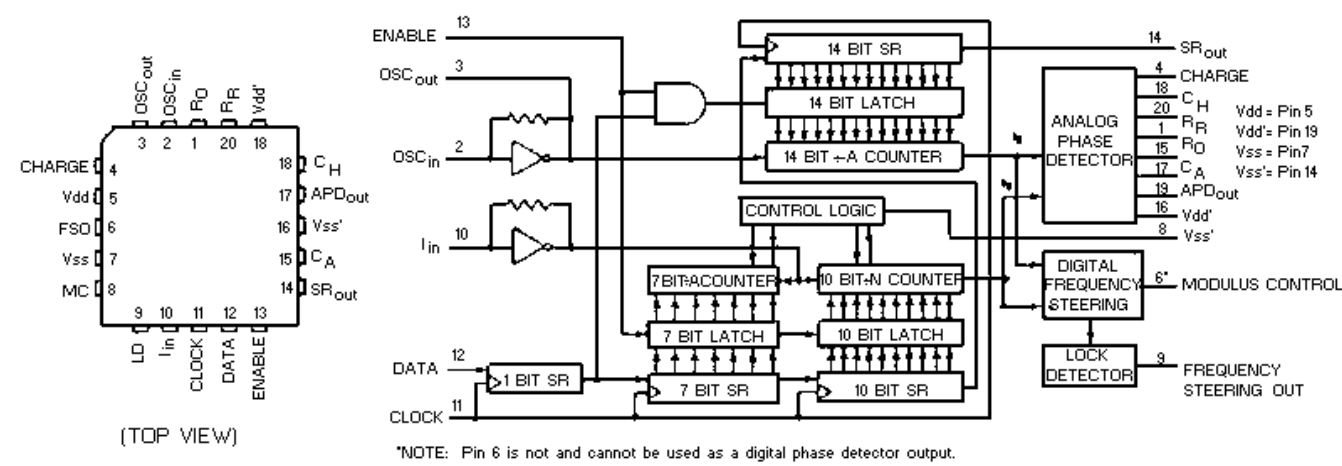 OSCout
OSCin
RO
RR
Vdd'
3
2
1
20
18
CHARGE 4
Vdd 5
FSO 6
Vss 7
MC 8
18 CH
17 APDout
16 Vss'
15 CA
14 SRout
9
10
11
12
13
LD
Iin
CLOCK
DATA
ENABLE
(TOP VIEW)
ENABLE 13
OSCout 3
OSCin 2
Iin 10
DATA 12
CLOCK 11
14 BIT SR
14 BIT LATCH
14 BIT ÷ A COUNTER
CONTROL LOGIC
7 BIT÷A COUNTER
10 BIT÷N COUNTER
7 BIT LATCH
10 BIT LATCH
1 BIT SR
7 BIT SR
10 BIT SR
ANALOG
PHASE
DETECTOR
DIGITAL
FREQUENCY
STEERING
LOCK
DETECTOR
14 SRout
4 CHARGE
18 CH
20 RR
1 RO
15 CA
17 APDout
19 Vdd'
16 Vss'
8
6* MODULUS CONTROL
9 FREQUENCY
STEERING OUT
Vdd = Pin 5
Vdd'= Pin 19
Vss = Pin7
Vss'= Pin 14
*NOTE: Pin 6 is not and cannot be used as a digital phase detector output.